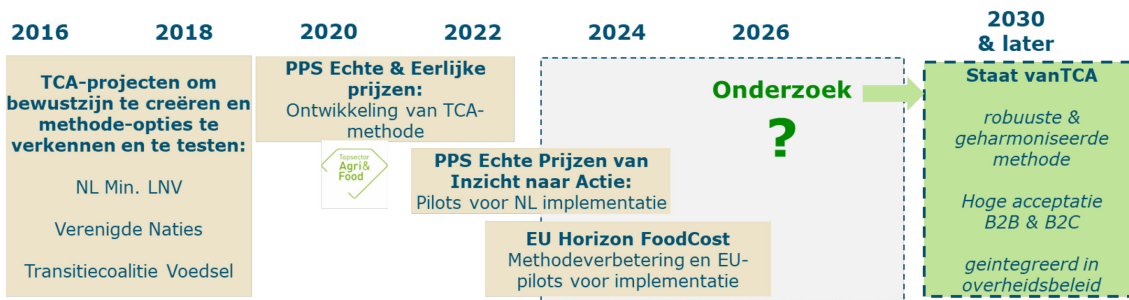 2016
2018
2020
2022
2024
2026
2030
& later
TCA-projecten om
bewustzijn te creëren en
methode-opties te
verkennen en te testen:
NL Min. LNV
Verenigde Naties
Transitiecoalitie Voedsel
PPS Echte & Eerlijke
prijzen:
Ontwikkeling van TCA-
methode
Topsector
Agri&
Food
PPS Echte Prijzen van
Inzicht naar Actie:
Pilots voor NL implementatie
EU Horizon FoodCost
Methodeverbetering en EU-
pilots voor implementatie
Onderzoek
?
Staat vanTCA
robuuste &
geharmoniseerde
methode
Hoge acceptatie
B2B & B2C
geintegreerd in
overheidsbeleid